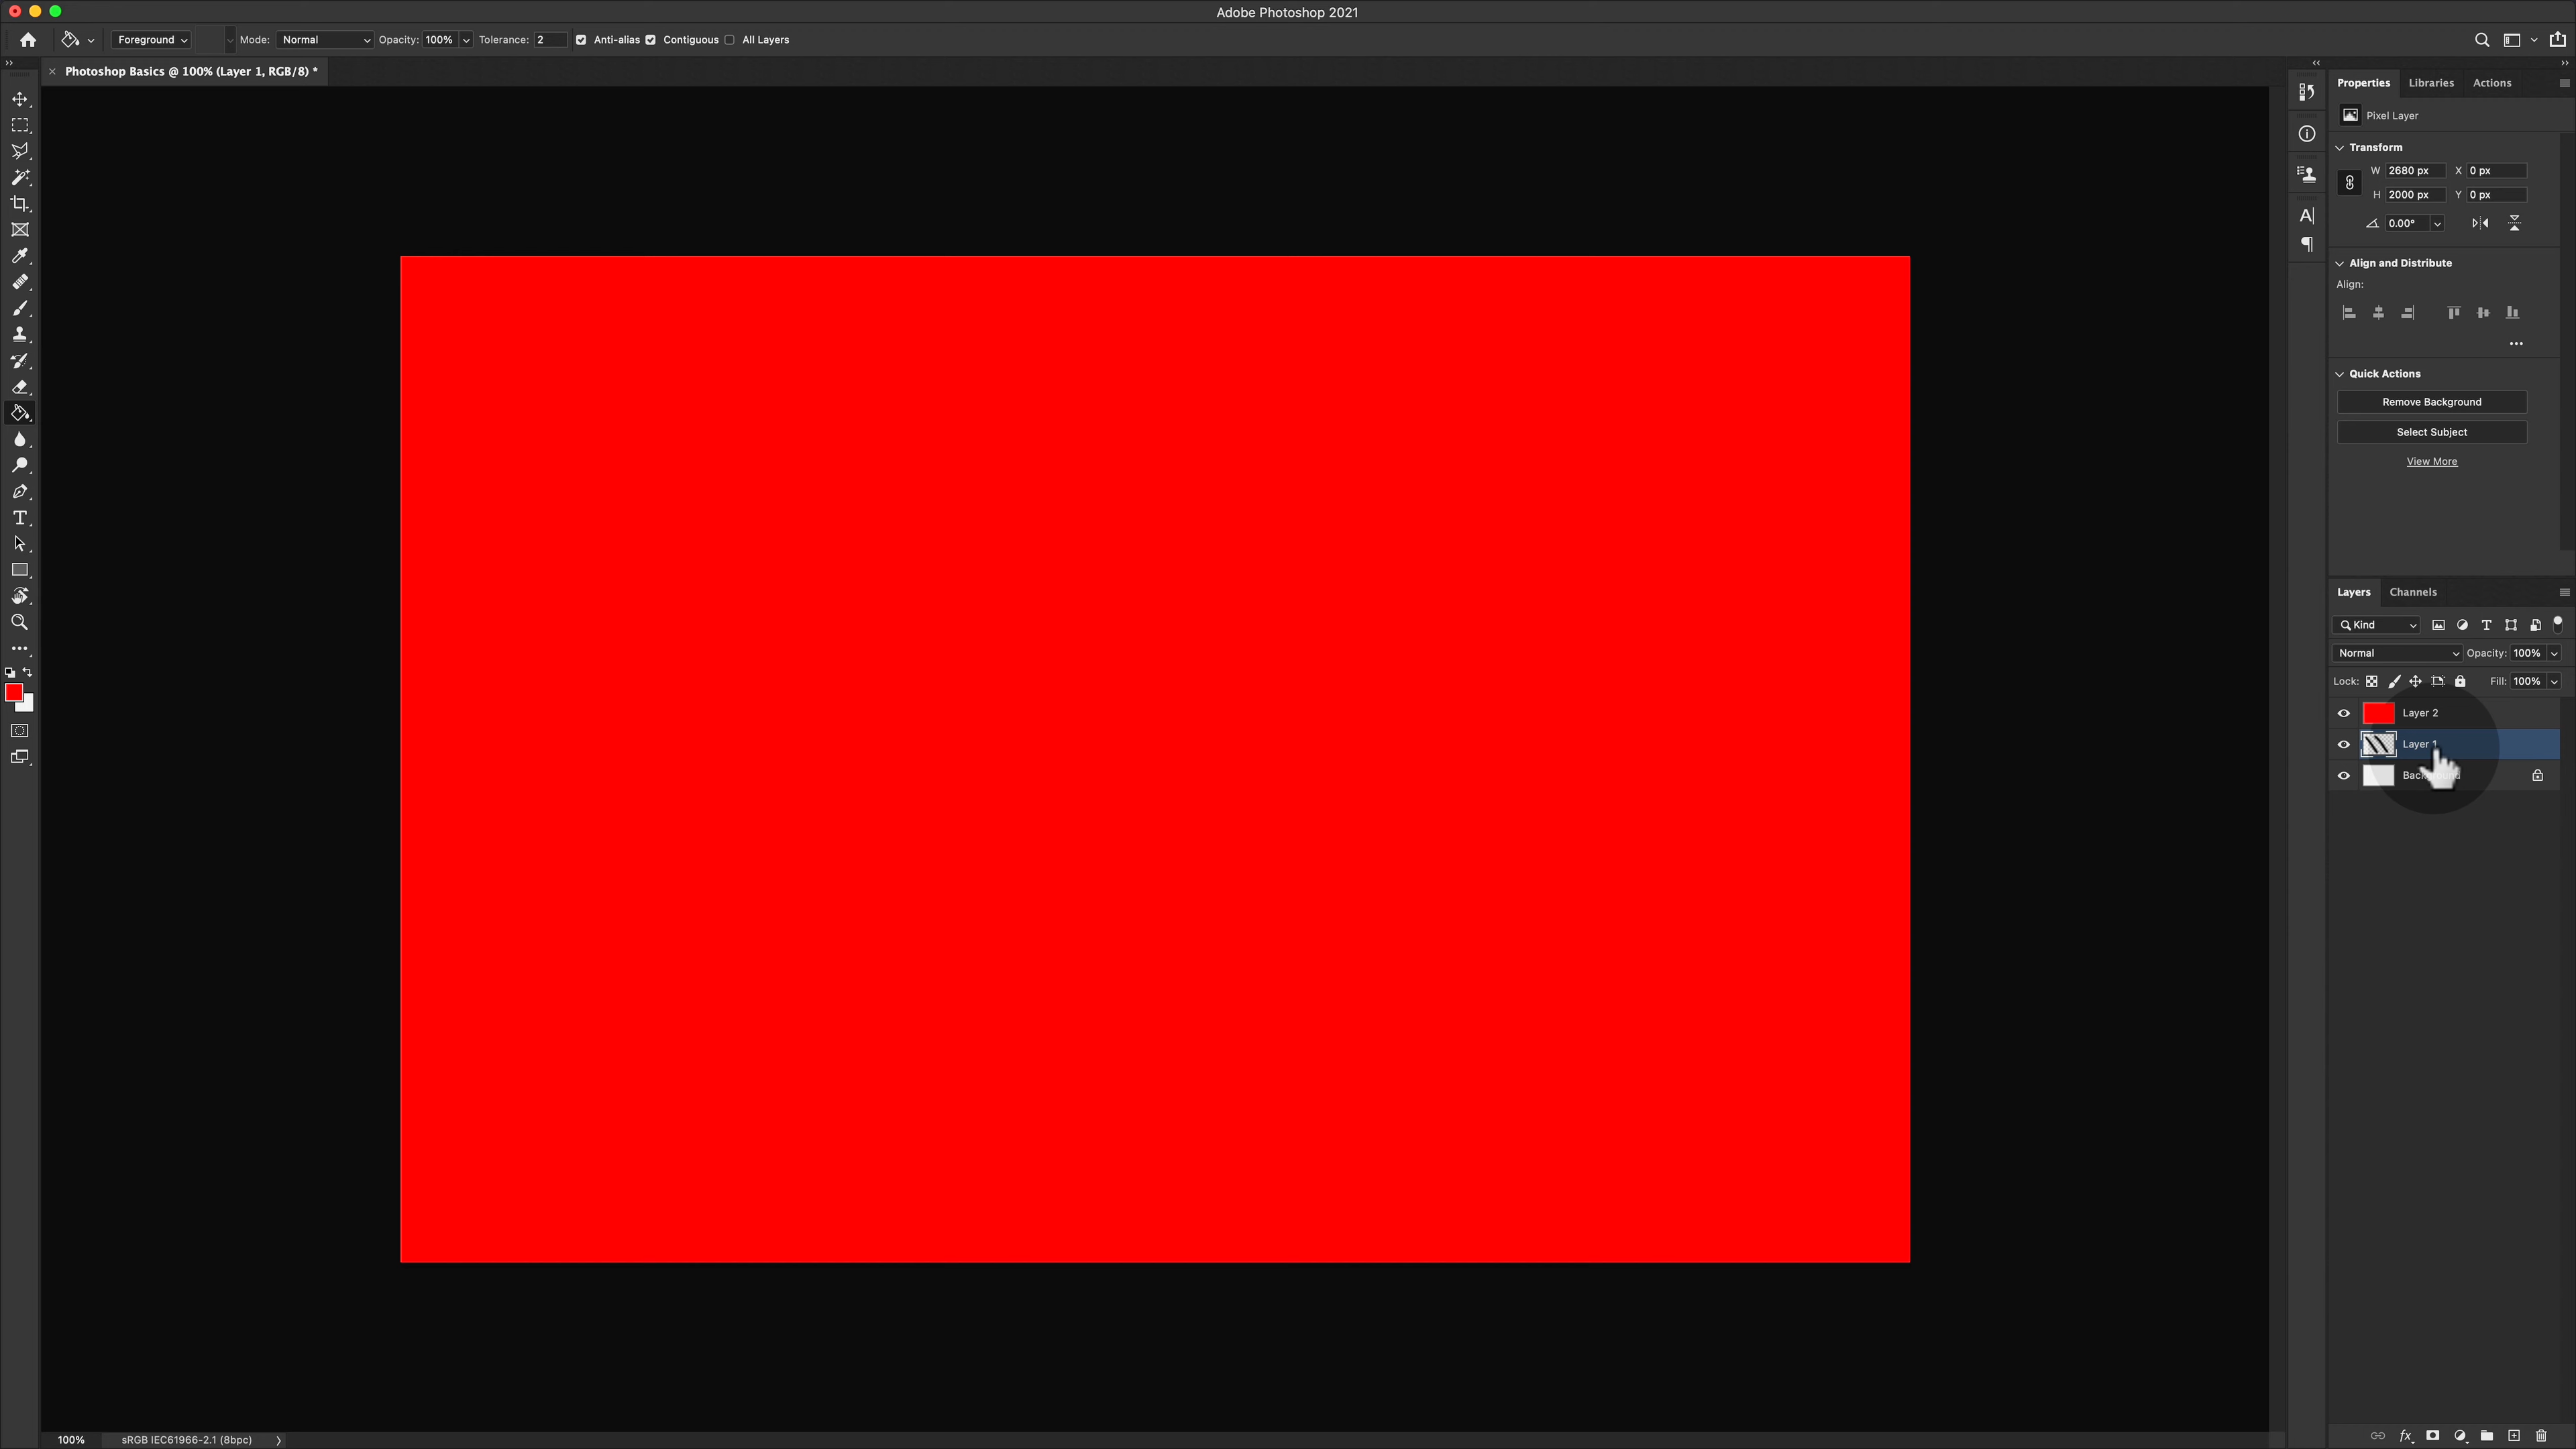 Adobe Photoshop 2021
Foreground Mode: Normal Opacity: 100% Tolerance: 2 Anti-alias Contiguous All Layers
Photoshop Basics @ 100% (Layer 1, RGB/8) *
Properties Libraries Actions
Pixel Layer
Transform
W 2680 px X 0 px
H 2000 px Y 0 px
0.00°
Align and Distribute
Align:
Quick Actions
Remove Background
Select Subject
View More
Layers Channels
Kind
Normal Opacity: 100%
Lock: Fill: 100%
Layer 2
Layer 1
Background
100% sRGB IEC61966-2.1 (8bpc)